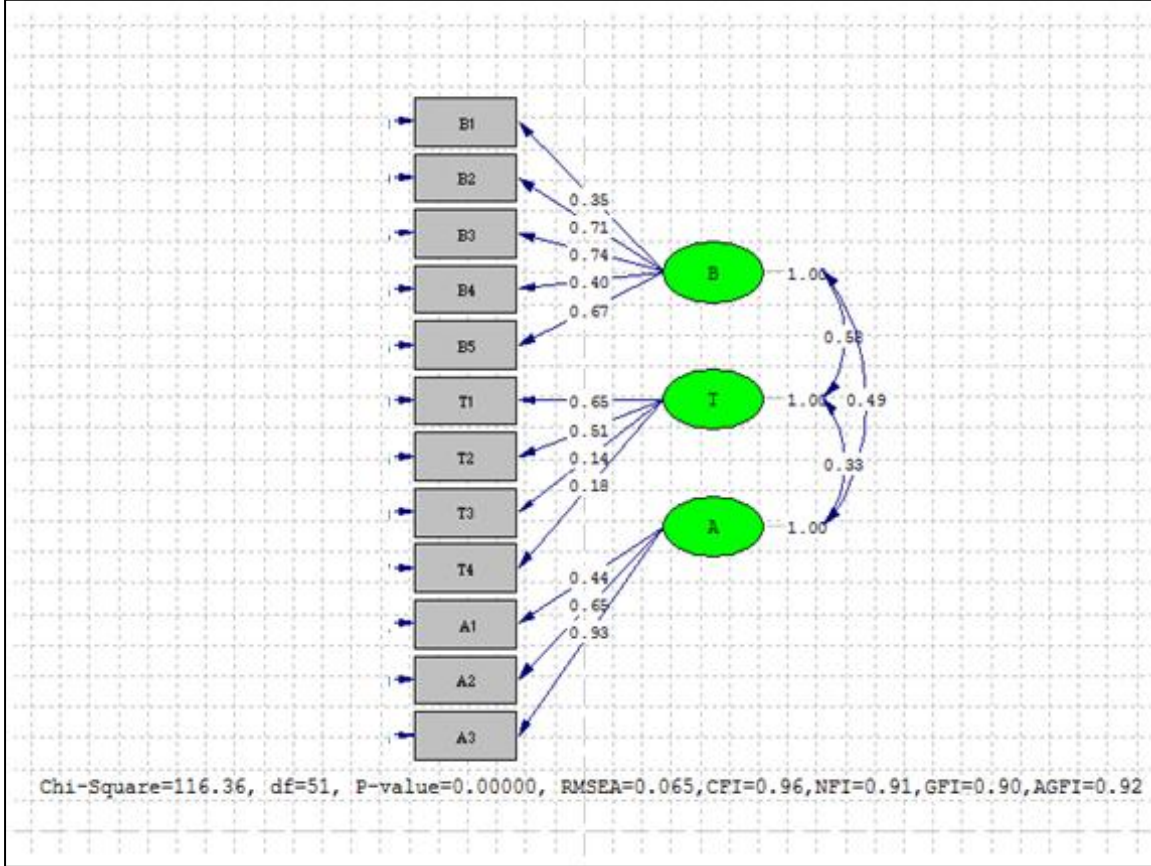 B1
B2
B3
B4
B5
T1
T2
T3
T4
A1
A2
A3
0.35
0.71
0.74
0.40
0.67
0.65
0.51
0.14
0.18
0.44
0.65
0.93
B
T
A
1.00
1.00
1.00
0.49
0.33
Chi-Square=116.36, df=51, P-value=0.00000, RMSEA=0.065,CFI=0.96,NFI=0.91,GFI=0.90,AGFI=0.92